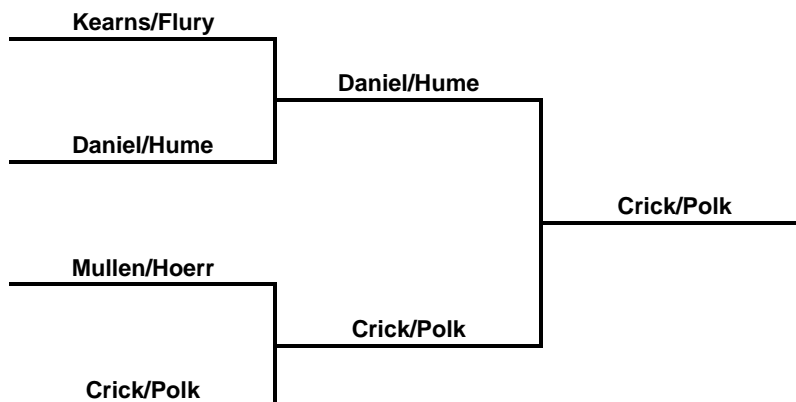 Kearns/Flury
Daniel/Hume
Daniel/Hume
Crick/Polk
Mullen/Hoerr
Crick/Polk
Crick/Polk